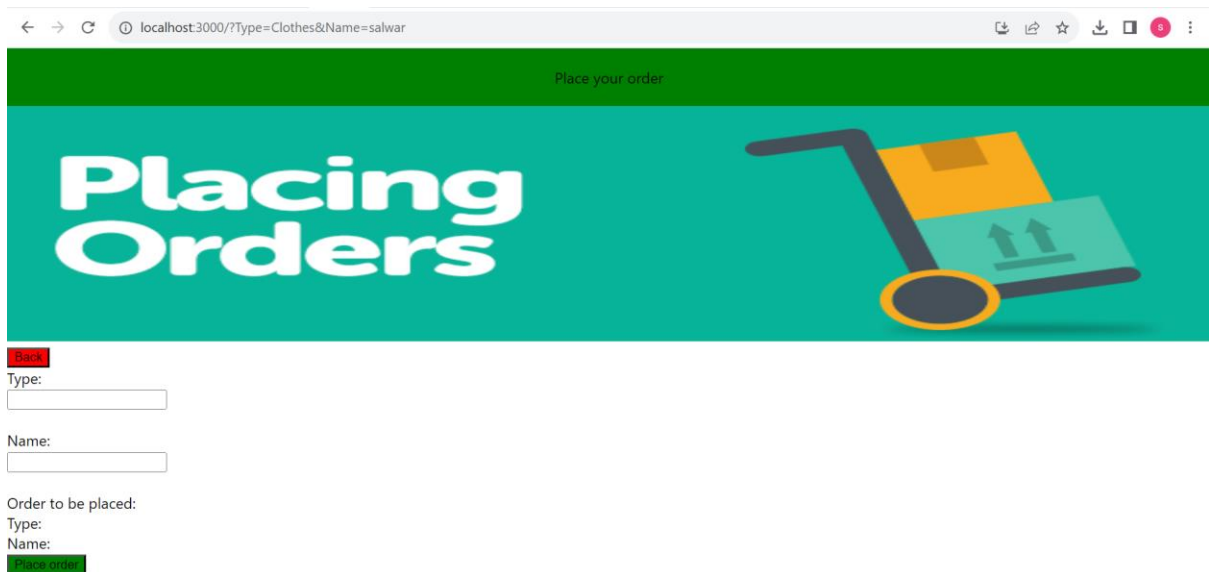 localhost:3000/?Type=Clothes&Name=salwar
S
Place your order
Placing
Orders
Back
Type:
Name:
Order to be placed:
Type:
Name:
Place order